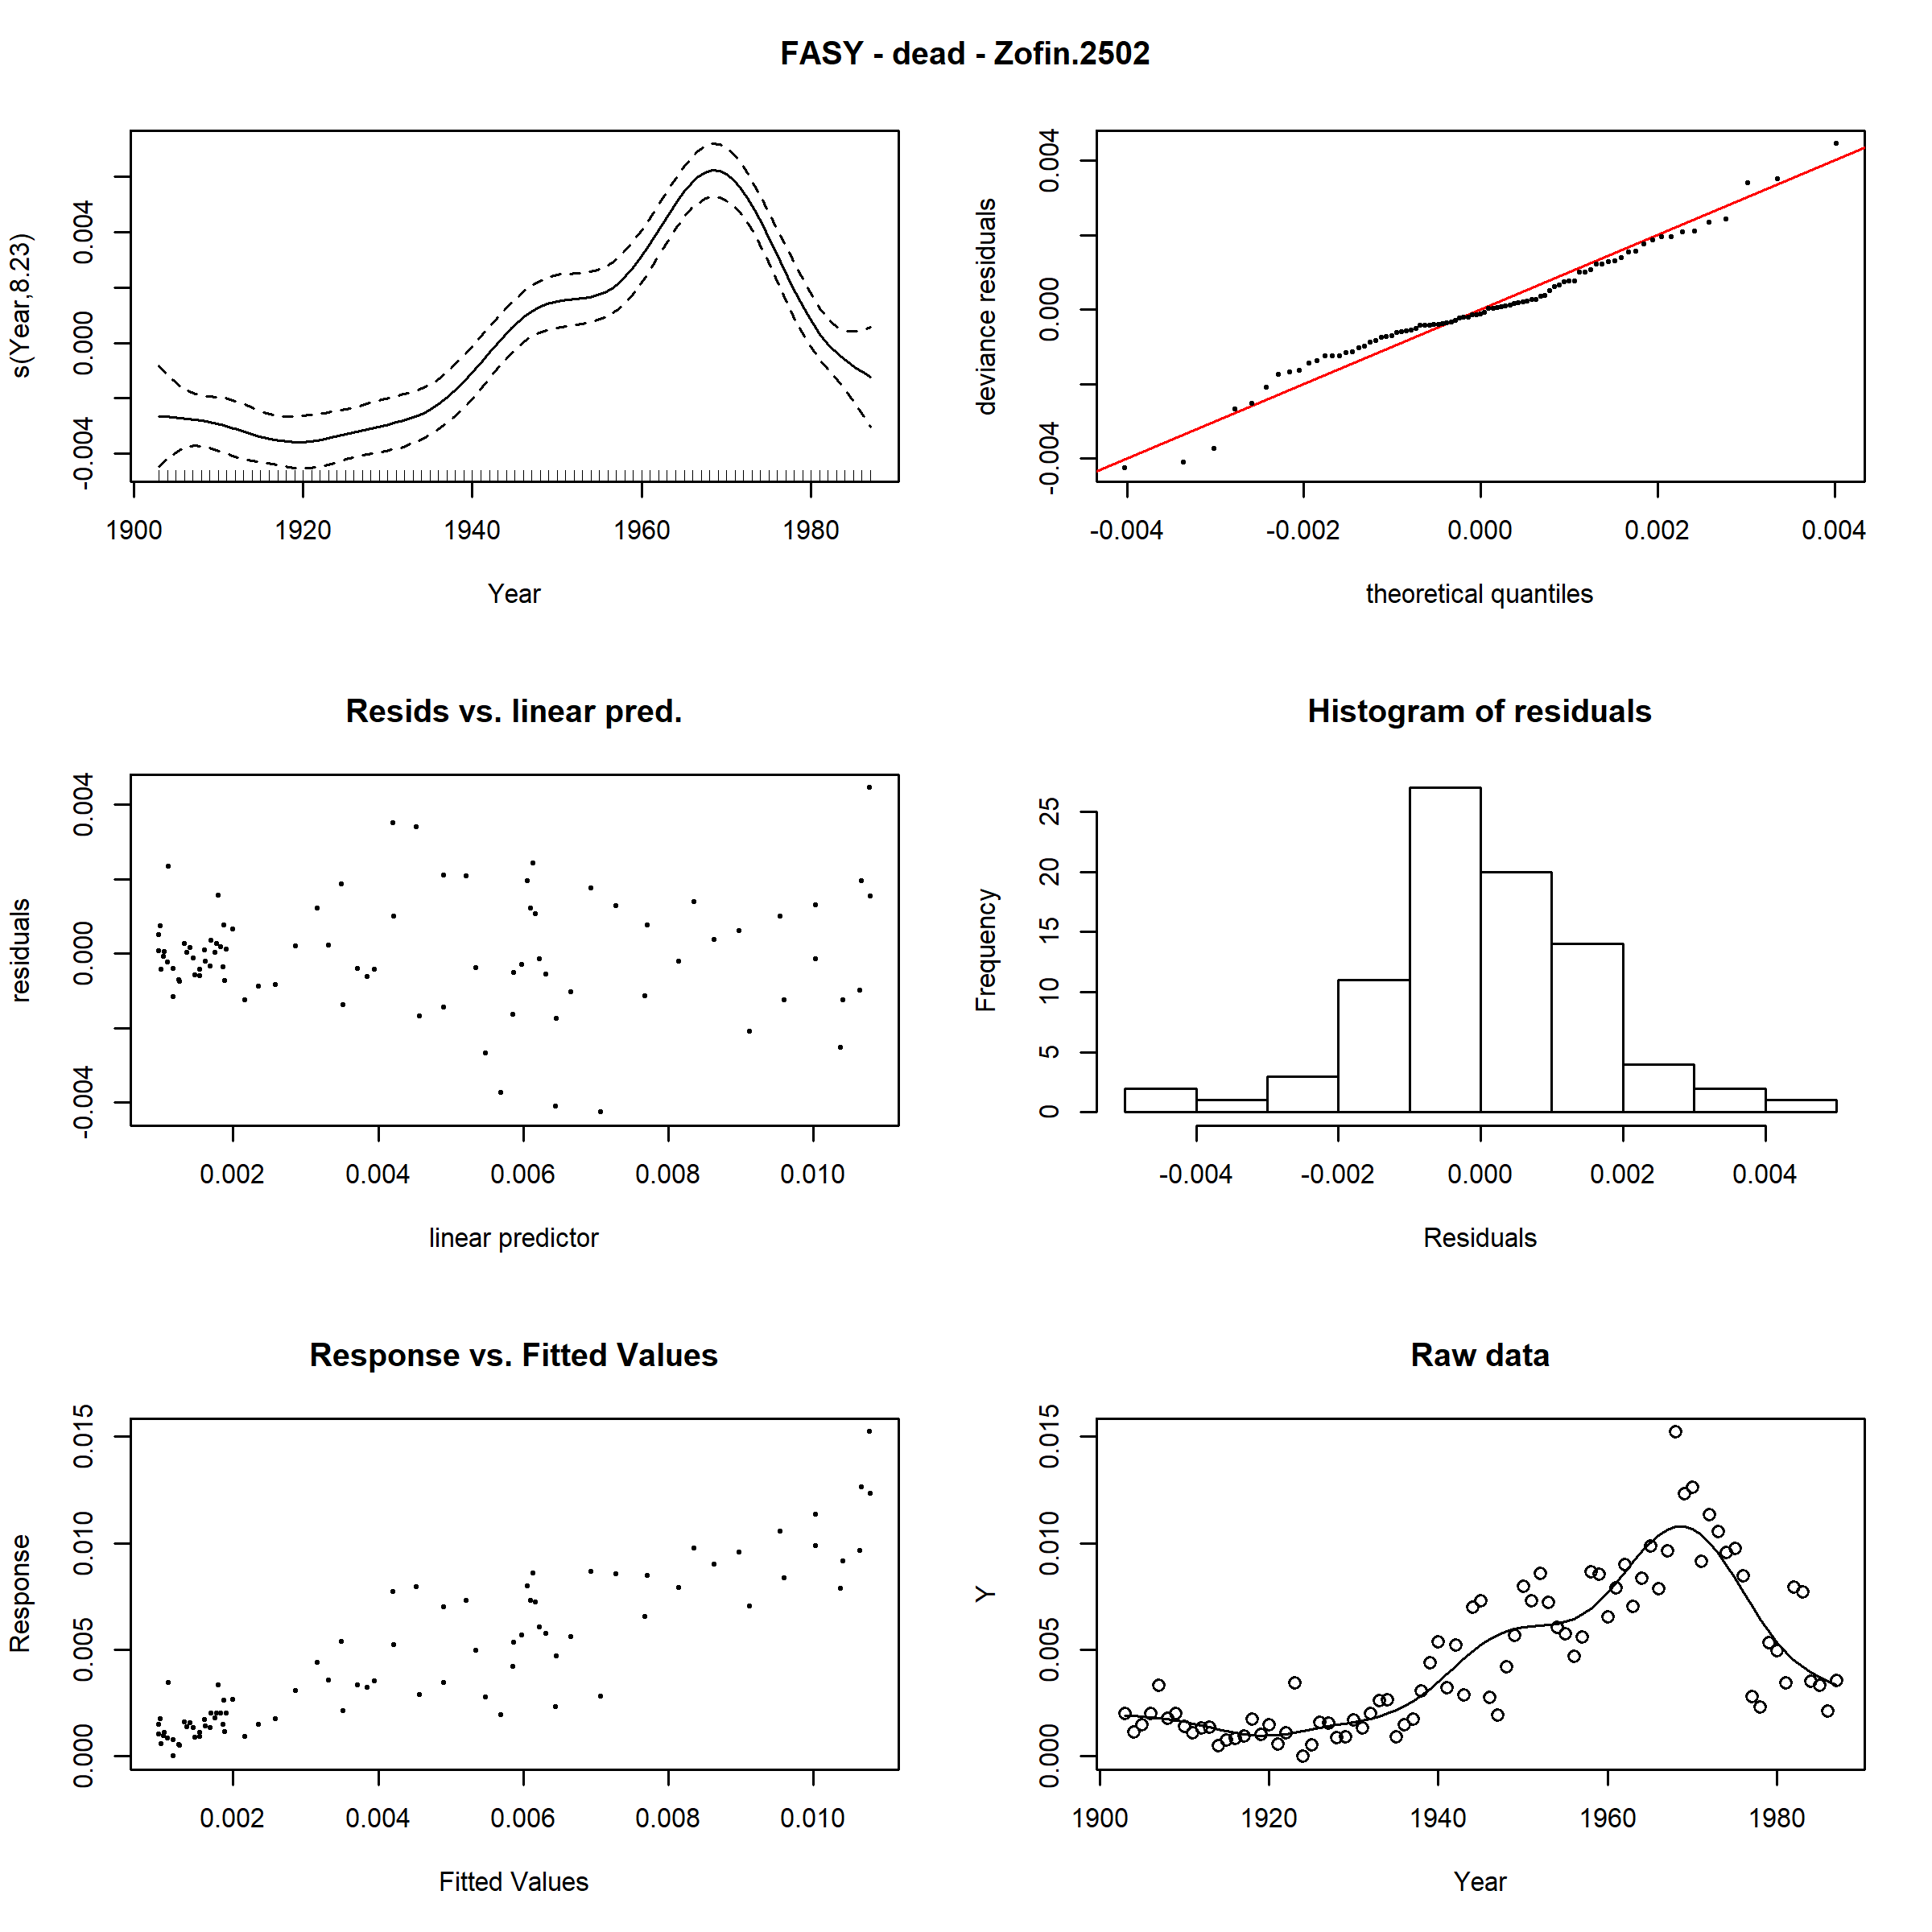 FASY - dead - Zofin.2502
s(Year,8.23)
-0.004 0.000 0.004
1900 1920 1940 1960 1980
Year
deviance residuals
-0.004 0.000 0.004
-0.004 -0.002 0.000 0.002 0.004
theoretical quantiles
Resids vs. linear pred.
residuals
-0.004 0.000 0.004
0.002 0.004 0.006 0.008 0.010
linear predictor
Histogram of residuals
Frequency
0 5 10 15 20 25
-0.004 -0.002 0.000 0.002 0.004
Residuals
Response vs. Fitted Values
Response
0.000 0.005 0.010 0.015
0.002 0.004 0.006 0.008 0.010
Fitted Values
Raw data
Y
0.000 0.005 0.010 0.015
1900 1920 1940 1960 1980
Year